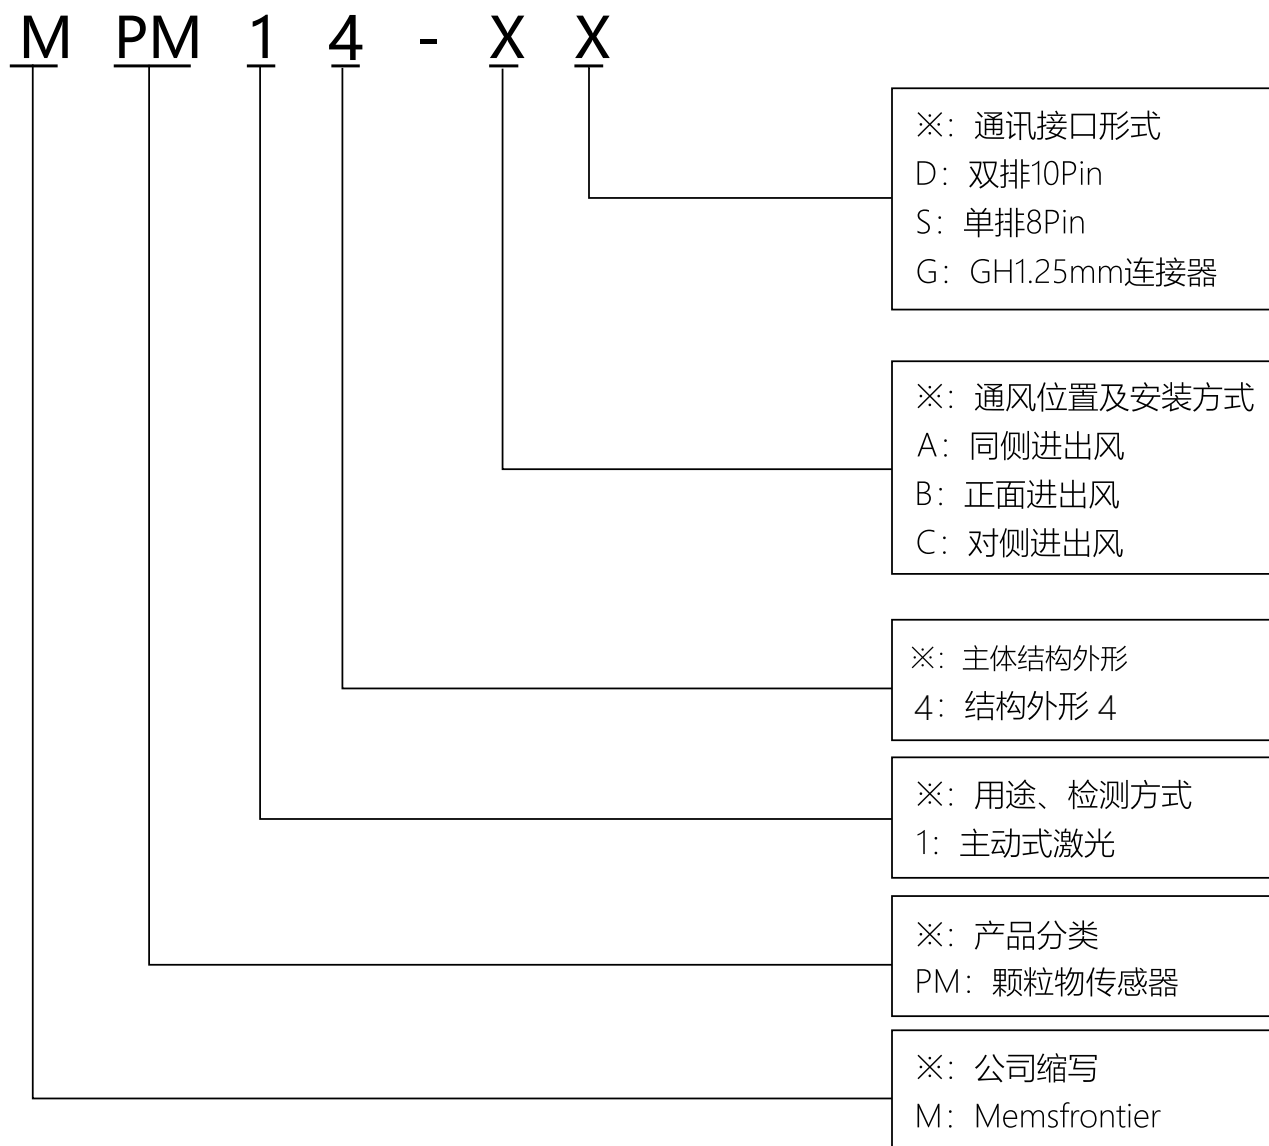 M PM 1 4 - X X
※：通讯接口形式
D：双排10Pin
S：单排8Pin
G：GH1.25mm连接器
※：通风位置及安装方式
A：同侧进出风
B：正面进出风
C：对侧进出风
※：主体结构外形
4：结构外形 4
※：用途、检测方式
1：主动式激光
※：产品分类
PM：颗粒物传感器
※：公司缩写
M：Memsfrontier